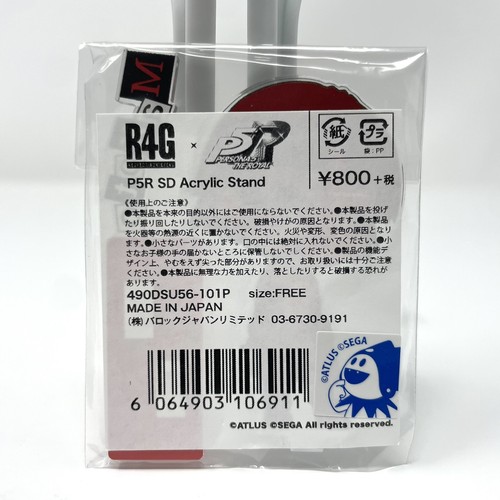 M
R4G × P5R
PERSONA5
THE ROYAL
紙
シール
プラ
袋:PP
P5R SD Acrylic Stand
¥800+税
《使用上のご注意》
●本製品を本来の目的以外にはご使用にならないでください。●本製品を投げ
たり振り回したりしないでください。破損やけがの原因となります。●本製品
を火器等の熱源の近くに置かないでください。火災や変形、変色の原因となりま
す。●小さなパーツがあります。口の中には絶対に入れないでください。●小
さなお子様の手の届かないところに保管しないでください。●本製品の機能デ
ザイン上、やむをえず尖った部分がありますので、お取り扱いには十分ご注意
ください。●本製品に無理な力を加えたり、落としたりすると破損する恐れが
あります。
490DSU56-101P size:FREE
MADE IN JAPAN
(株)バロックジャパンリミテッド 03-6730-9191
6 064903 106911
©ATLUS ©SEGA
©ATLUS ©SEGA All rights reserved.